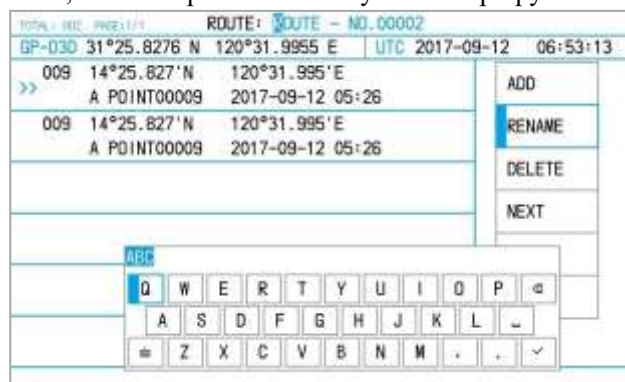 TOTAL: 002 PAGE:1/1 ROUTE: ROUTE - NO.00002
GP-030 31°25.8276 N 120°31.9955 E UTC 2017-09-12 06:53:13
009 14°25.827'N 120°31.995'E
A POINT00009 2017-09-12 05:26
009 14°25.827'N 120°31.995'E
A POINT00009 2017-09-12 05:26
ADD
RENAME
DELETE
NEXT
ABC
Q W E R T Y U I O P
A S D F G H J K L
Z X C V B N M . .